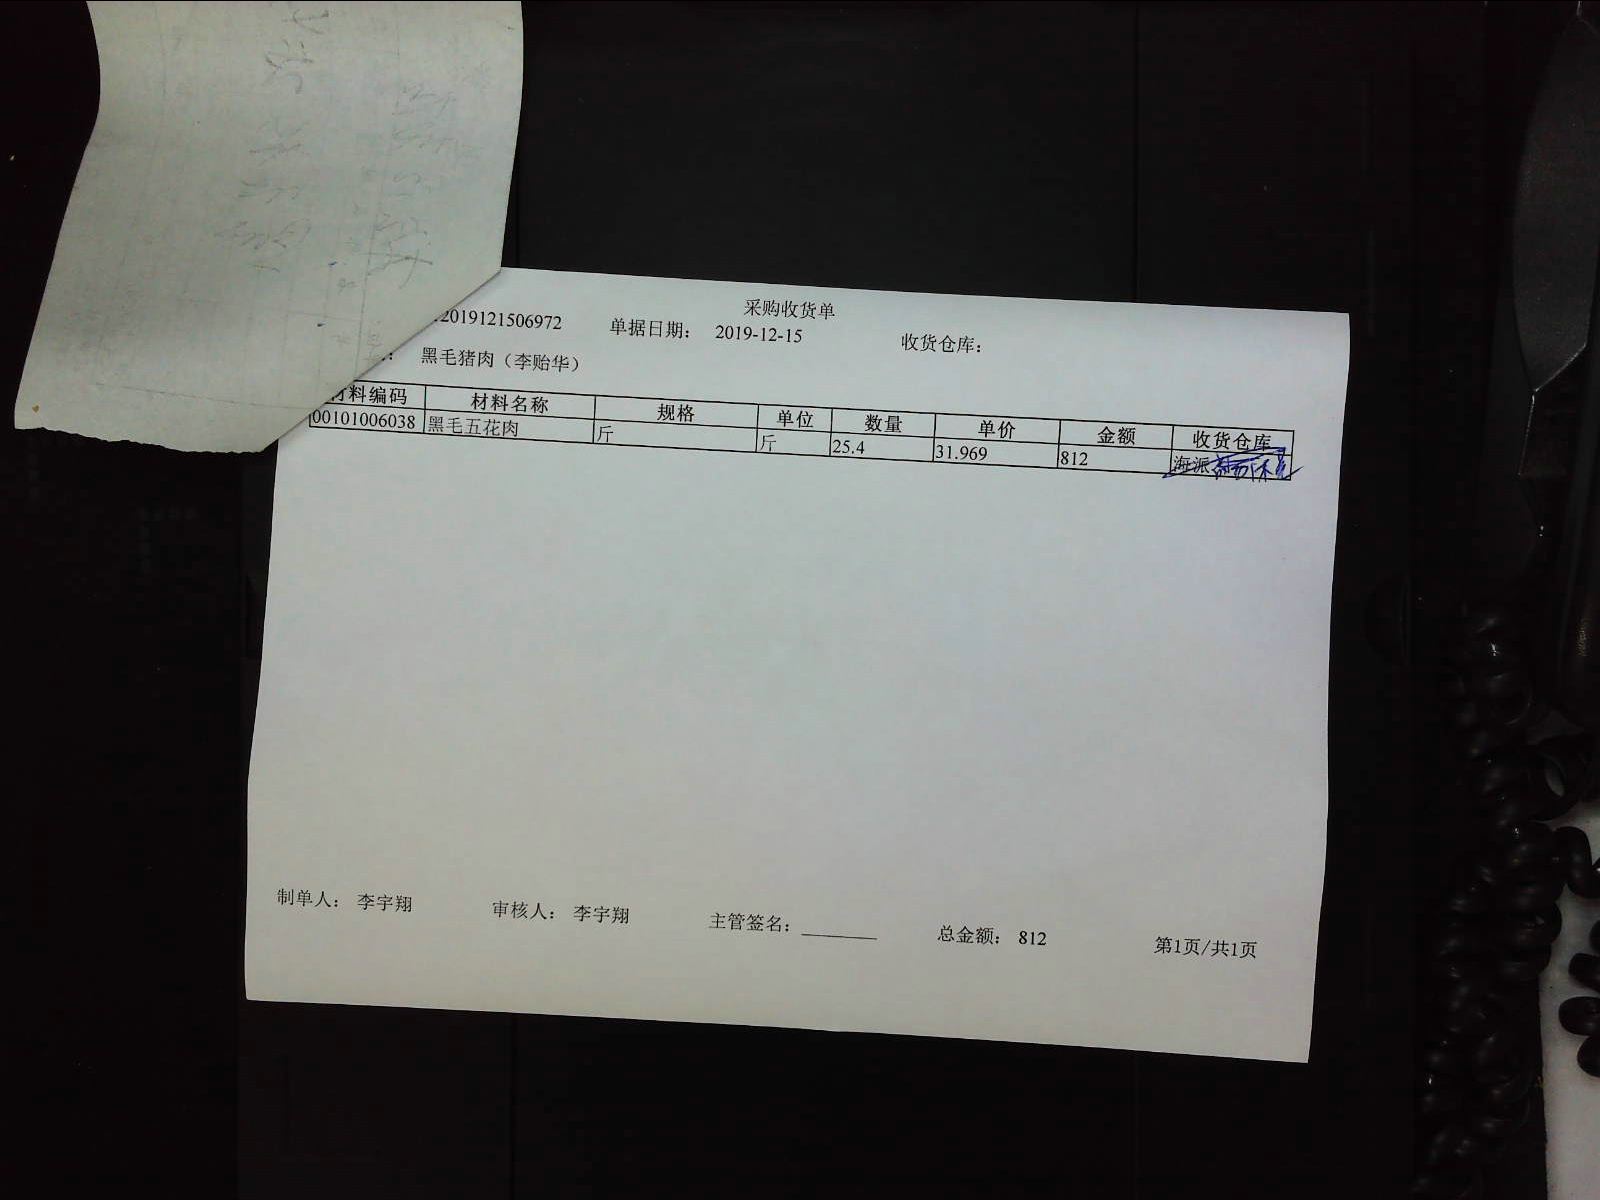 采购收货单
2019121506972 单据日期： 2019-12-15 收货仓库：
黑毛猪肉（李贻华）
材料编码 材料名称 规格 单位 数量 单价 金额 收货仓库
00101006038 黑毛五花肉 斤 斤 25.4 31.969 812 海派
制单人： 李宇翔 审核人： 李宇翔 主管签名： 总金额： 812 第1页/共1页